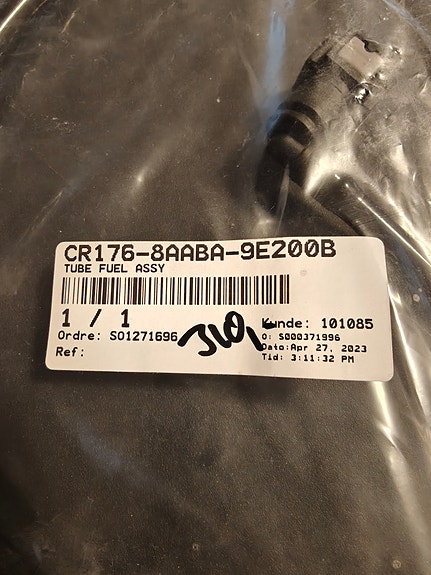 CR176-8AABA-9E200B
TUBE FUEL ASSY
1 / 1
Kunde: 101085
Ordre: SO1271696
O: S000371996
Dato:Apr 27, 2023
Ref:
Tid: 3:11:32 PM